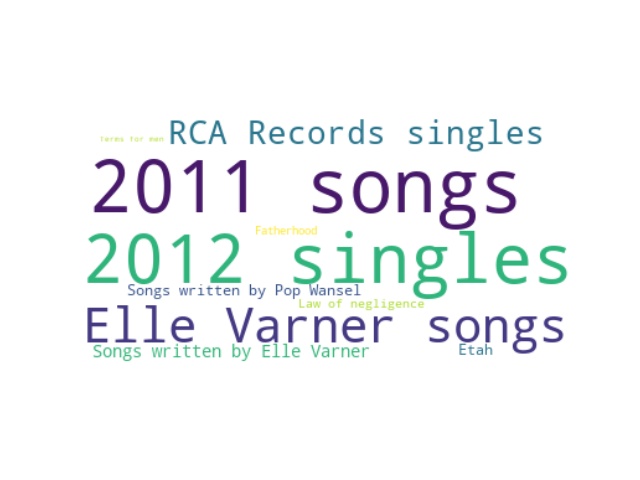 Terms for men
RCA Records singles
2011 songs
Fatherhood
2012 singles
Songs written by Pop Wansel
Law of negligence
Elle Varner songs
Songs written by Elle Varner
Etah